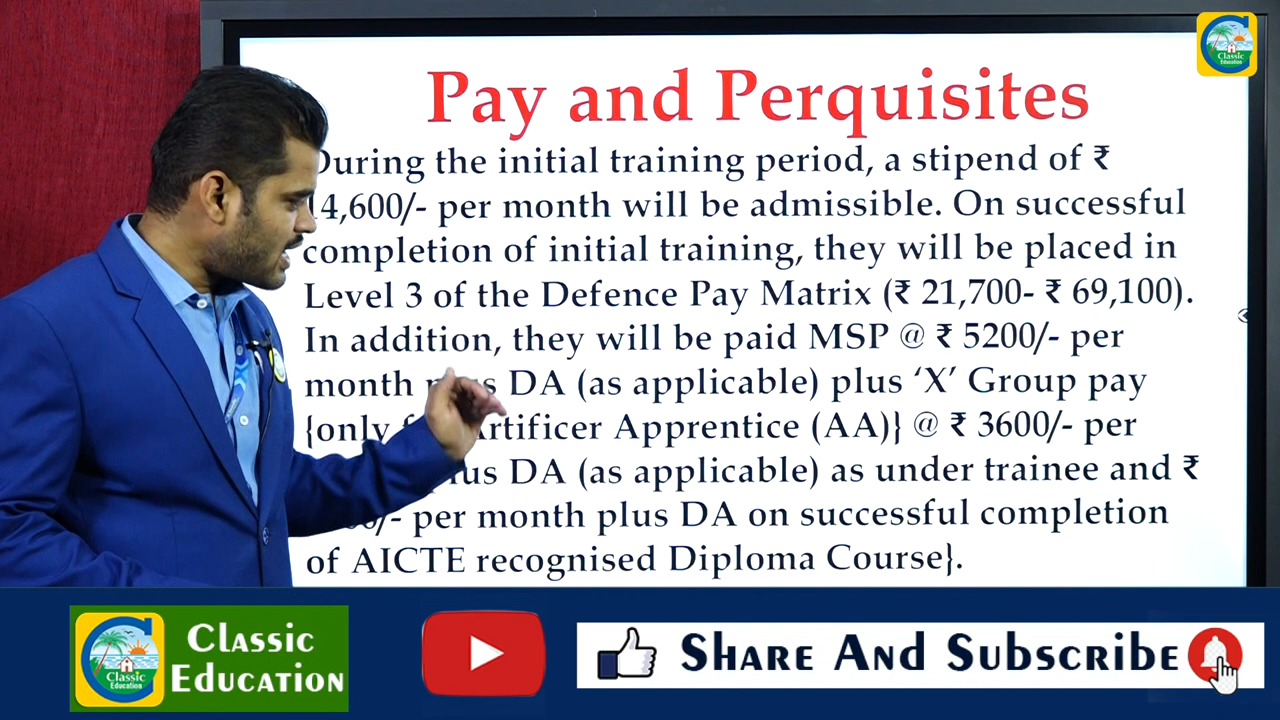 Pay and Perquisites
During the initial training period, a stipend of ₹
14,600/- per month will be admissible. On successful
completion of initial training, they will be placed in
Level 3 of the Defence Pay Matrix (₹ 21,700- ₹ 69,100).
In addition, they will be paid MSP @ ₹ 5200/- per
month plus DA (as applicable) plus ‘X’ Group pay
{only Artificer Apprentice (AA)} @ ₹ 3600/- per
plus DA (as applicable) as under trainee and ₹
per month plus DA on successful completion
of AICTE recognised Diploma Course}.
Classic
Education
Classic
Education
Classic
Education
Share And Subscribe